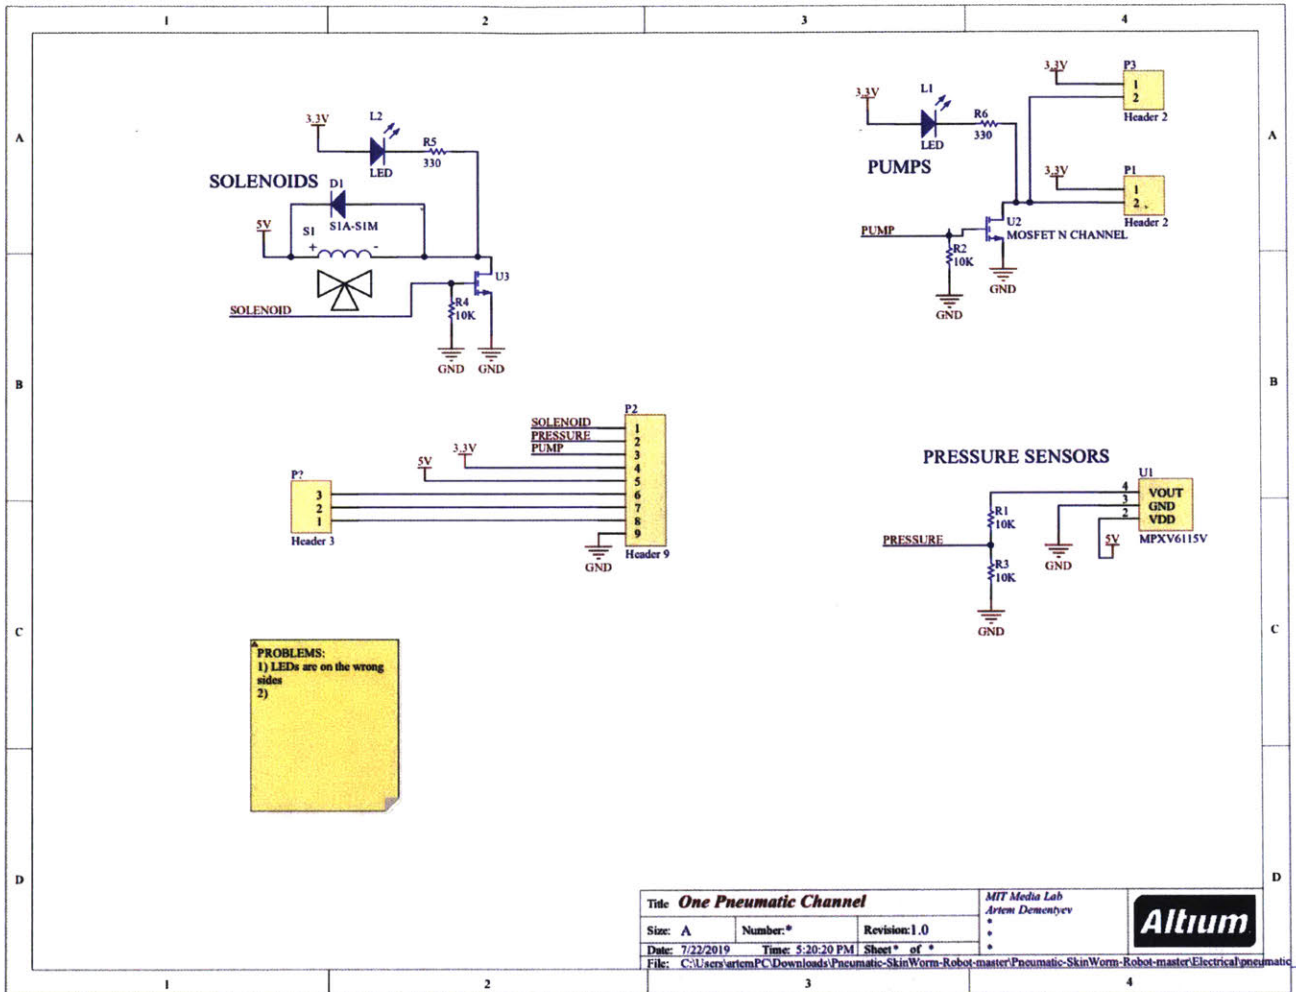 1 2 3 4
A
A
B
B
C
C
D
D
1 2 3 4
3.3V
L2
LED
R5
330
SOLENOIDS
D1
S1A-S1M
5V
S1
+ -
U3
SOLENOID
R4
10K
GND GND
3.3V
L1
LED
R6
330
PUMPS
3.3V
P3
1
2
Header 2
3.3V
P1
1
2
Header 2
U2
MOSFET N CHANNEL
PUMP
R2
10K
GND
GND
P2
SOLENOID 1
PRESSURE 2
PUMP 3
3.3V 4
5V 5
6
7
8
9
GND
Header 9
P?
3
2
1
Header 3
PRESSURE SENSORS
U1
4 VOUT
3 GND
2 VDD
MPXV6115V
5V
GND
R1
10K
PRESSURE
R3
10K
GND
PROBLEMS:
1) LEDs are on the wrong
sides
2)
Title One Pneumatic Channel
Size: A Number:* Revision:1.0
Date: 7/22/2019 Time: 5:20:20 PM Sheet* of *
File: C:\Users\artemPC\Downloads\Pneumatic-SkinWorm-Robot-master\Pneumatic-SkinWorm-Robot-master\Electrical\pneumatic
MIT Media Lab
Artem Dementyev
*
*
*
Altium